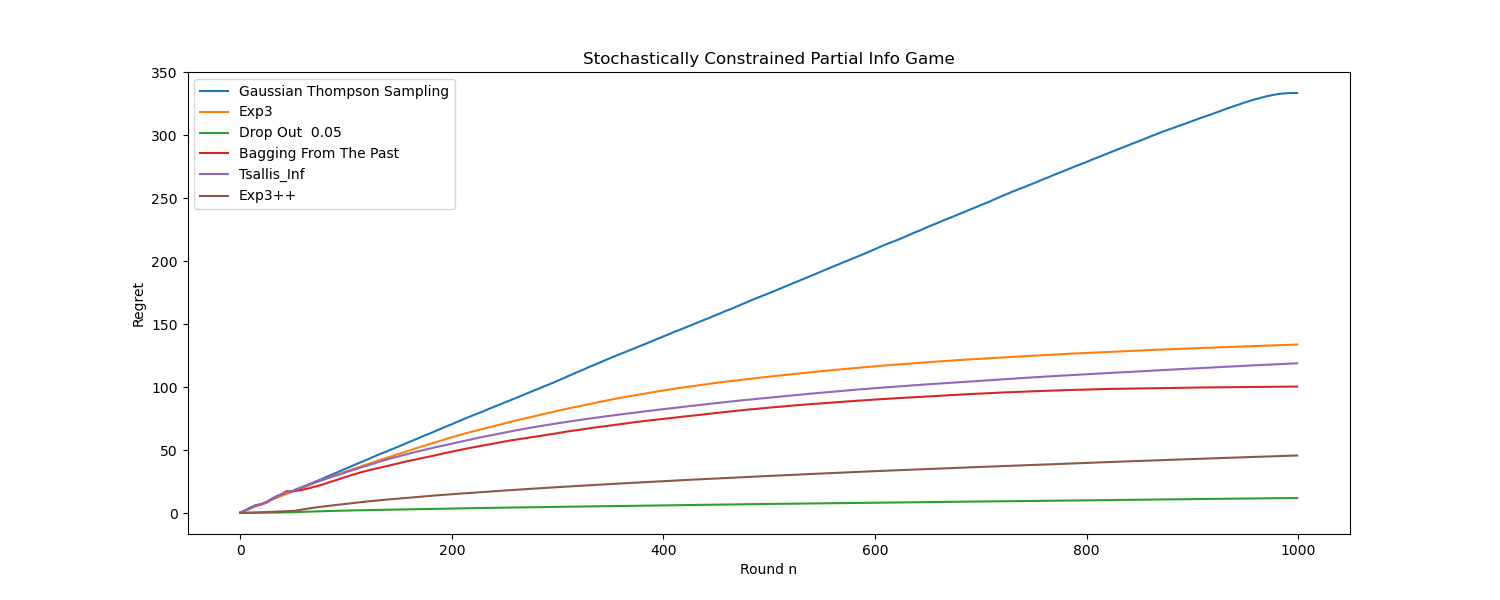 Stochastically Constrained Partial Info Game
350
300
250
200
150
100
50
0
Regret
Gaussian Thompson Sampling
Exp3
Drop Out  0.05
Bagging From The Past
Tsallis_Inf
Exp3++
0 200 400 600 800 1000
Round n